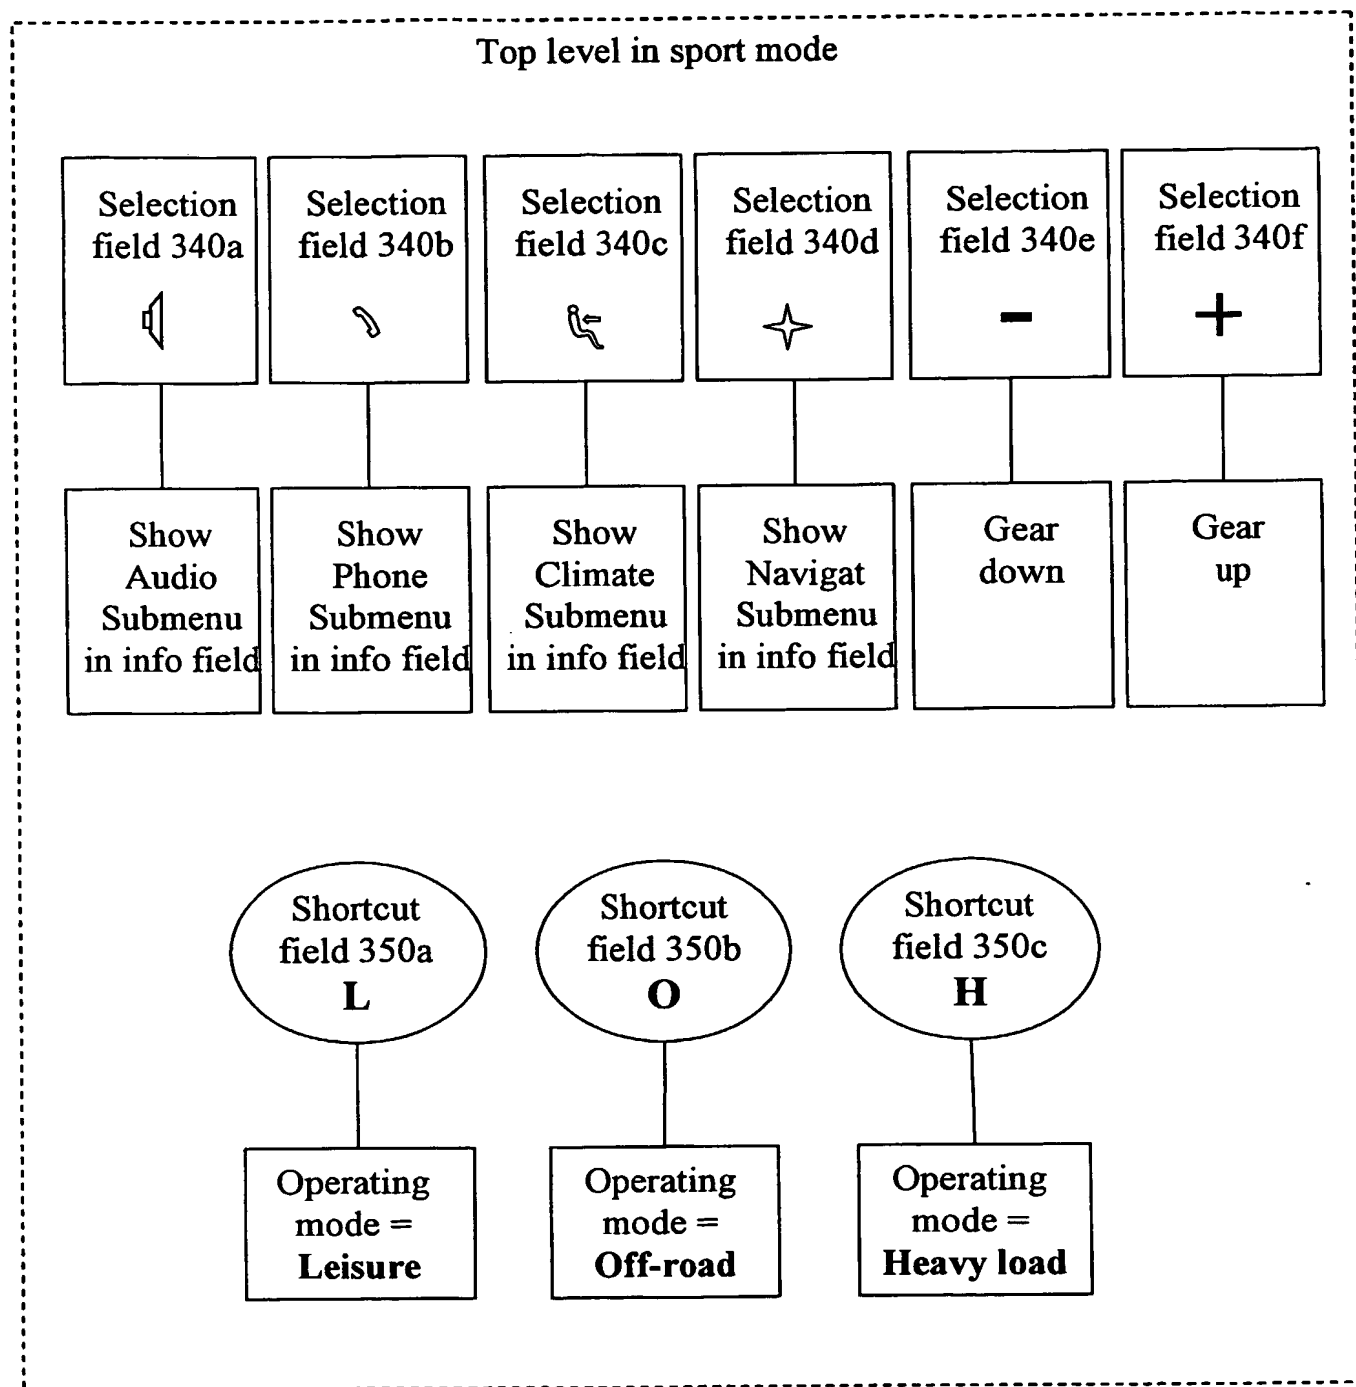 Top level in sport mode
Selection
field 340a
Selection
field 340b
Selection
field 340c
Selection
field 340d
Selection
field 340e
-
Selection
field 340f
+
Show
Audio
Submenu
in info field
Show
Phone
Submenu
in info field
Show
Climate
Submenu
in info field
Show
Navigat
Submenu
in info field
Gear
down
Gear
up
Shortcut
field 350a
L
Shortcut
field 350b
O
Shortcut
field 350c
H
Operating
mode =
Leisure
Operating
mode =
Off-road
Operating
mode =
Heavy load